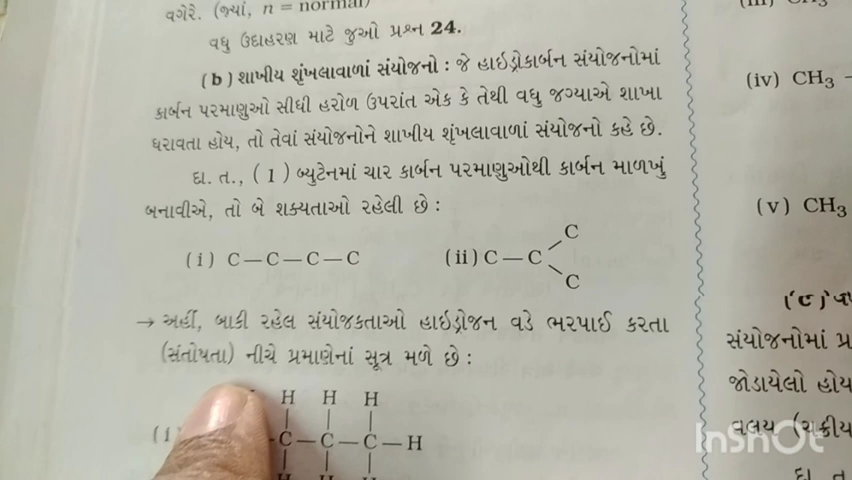 વગેરે. (જ્યાં, n = normal)
વધુ ઉદાહરણ માટે જુઓ પ્રશ્ન 24.
(b) શાખીય શૃંખલાવાળાં સંયોજનો : જે હાઇડ્રોકાર્બન સંયોજનોમાં
કાર્બન પરમાણુઓ સીધી હરોળ ઉપરાંત એક કે તેથી વધુ જગ્યાએ શાખા
ધરાવતા હોય, તો તેવાં સંયોજનોને શાખીય શૃંખલાવાળાં સંયોજનો કહે છે.
દા. ત., (1) બ્યુટેનમાં ચાર કાર્બન પરમાણુઓથી કાર્બન માળખું
બનાવીએ, તો બે શક્યતાઓ રહેલી છે :
(i) C – C – C – C (ii) C – C
C
C
→ અહીં, બાકી રહેલ સંયોજકતાઓ હાઇડ્રોજન વડે ભરપાઈ કરતા
(સંતોષતા) નીચે પ્રમાણેનાં સૂત્ર મળે છે :
H H H
(i) – C – C – C – H
(iv) CH₃ –
(v) CH₃
સંયોજનોમાં પ્ર
જોડાયેલો હોય
વલય (ચક્રીય
દા. ત
InShOt